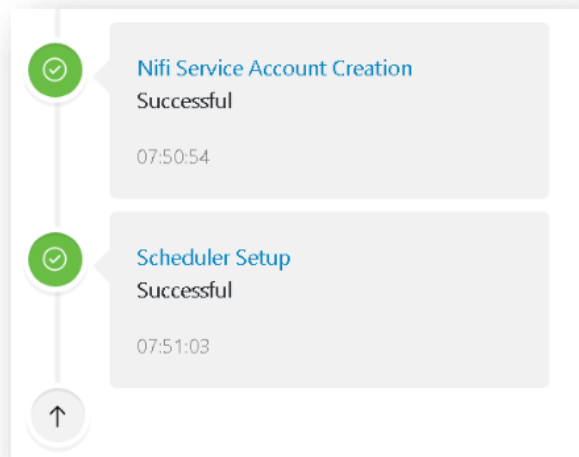 Nifi Service Account Creation
Successful
07:50:54
Scheduler Setup
Successful
07:51:03